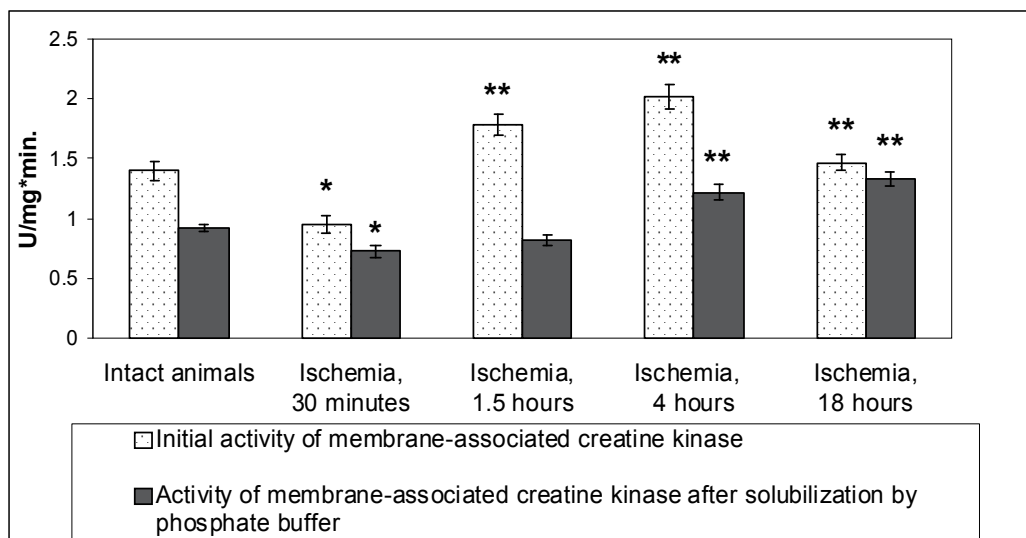 2.5
2
1.5
1
0.5
0
U/mg*min.
*
*
**
**
**
**
**
Intact animals
Ischemia,
30 minutes
Ischemia,
1.5 hours
Ischemia,
4 hours
Ischemia,
18 hours
Initial activity of membrane-associated creatine kinase
Activity of membrane-associated creatine kinase after solubilization by
phosphate buffer